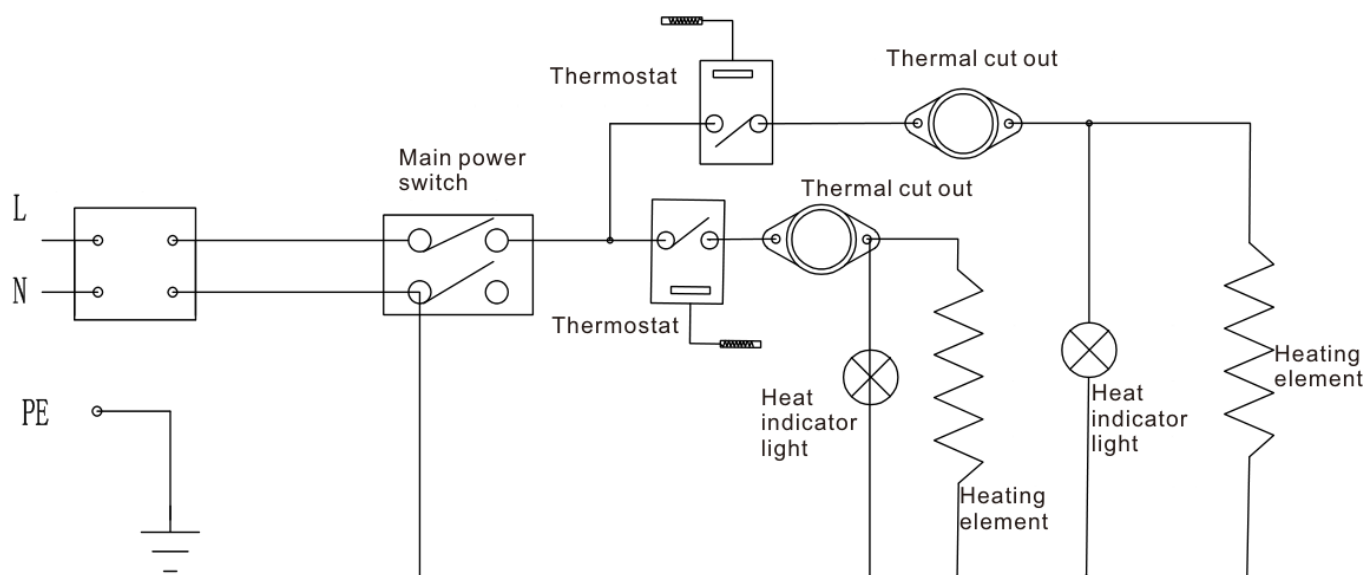 Thermal cut out
Thermostat
Main power
switch
Thermal cut out
L
N
Thermostat
PE
Heat
indicator
light
Heating
element
Heat
indicator
light
Heating
element